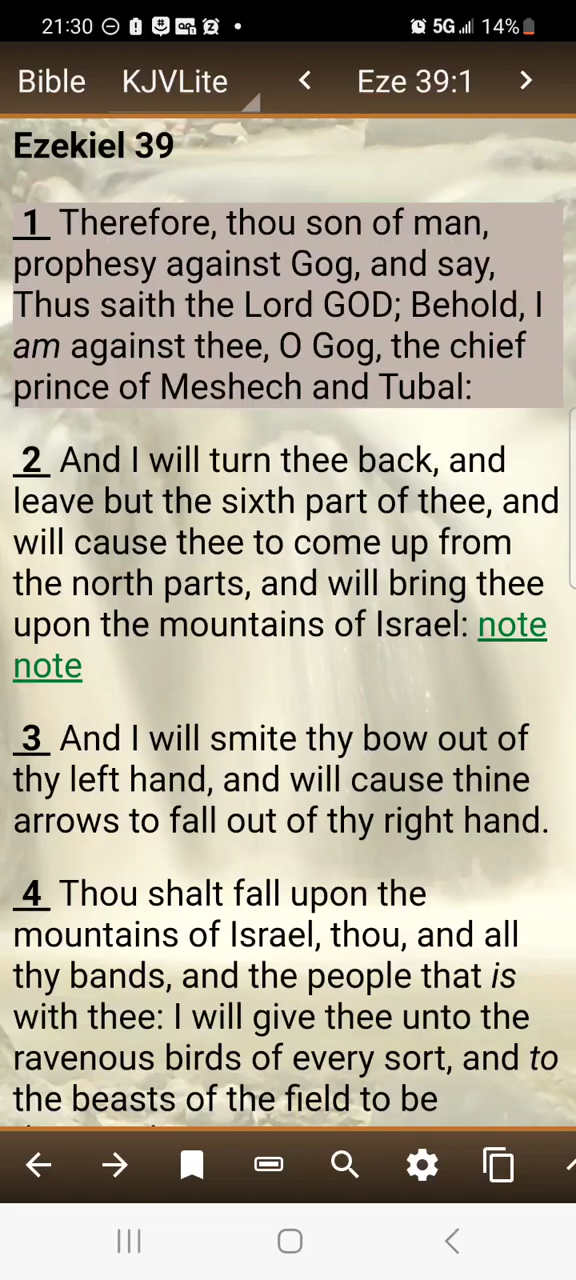 21:30 5G 14%
Bible KJVLite < Eze 39:1 >
Ezekiel 39
1 Therefore, thou son of man,
prophesy against Gog, and say,
Thus saith the Lord GOD; Behold, I
am against thee, O Gog, the chief
prince of Meshech and Tubal:
2 And I will turn thee back, and
leave but the sixth part of thee, and
will cause thee to come up from
the north parts, and will bring thee
upon the mountains of Israel: note
note
3 And I will smite thy bow out of
thy left hand, and will cause thine
arrows to fall out of thy right hand.
4 Thou shalt fall upon the
mountains of Israel, thou, and all
thy bands, and the people that is
with thee: I will give thee unto the
ravenous birds of every sort, and to
the beasts of the field to be